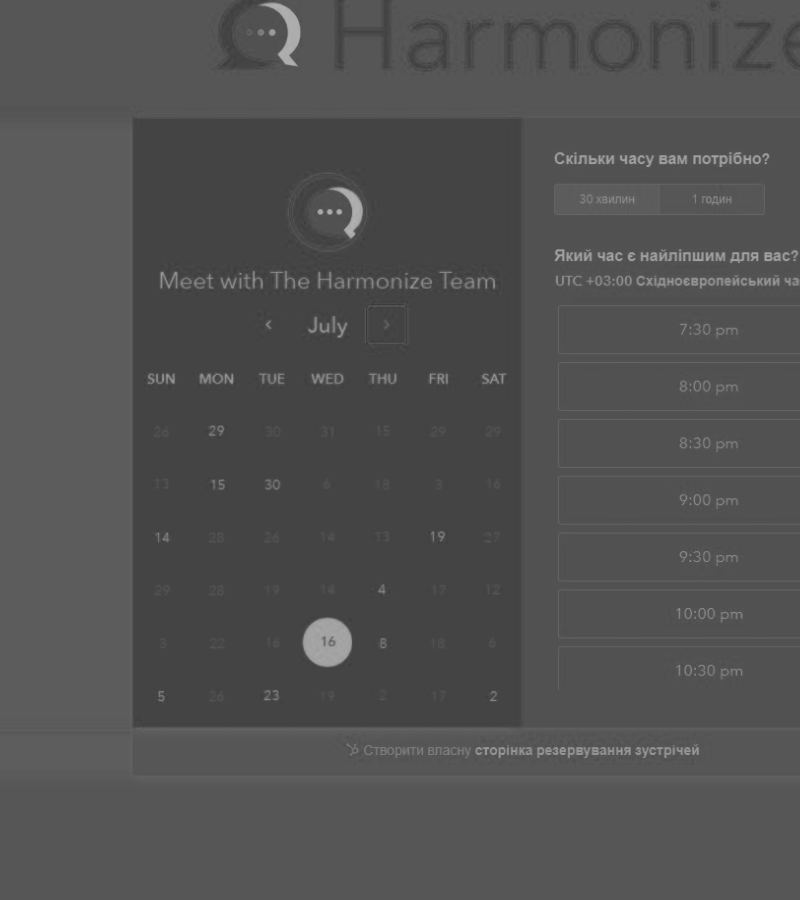 Harmonize
Meet with The Harmonize Team
July
SUN MON TUE WED THU FRI SAT
26 29 30 31 15 29 29
13 15 30 6 18 3 16
14 28 26 14 13 19 27
29 28 19 14 4 17 12
3 22 16 16 8 18 6
5 26 23 19 2 17 2
Скільки часу вам потрібно?
30 хвилин 1 годин
Який час є найліпшим для вас?
UTC +03:00 Східноєвропейський ча
7:30 pm
8:00 pm
8:30 pm
9:00 pm
9:30 pm
10:00 pm
10:30 pm
Створити власну сторінка резервування зустрічей